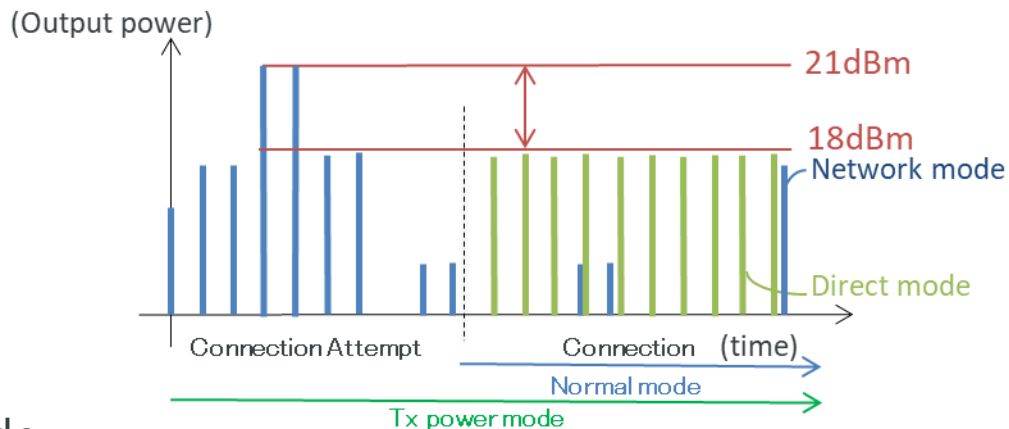 (Output power)
21dBm
18dBm
Network mode
Direct mode
Connection Attempt
Connection
(time)
Normal mode
Tx power mode